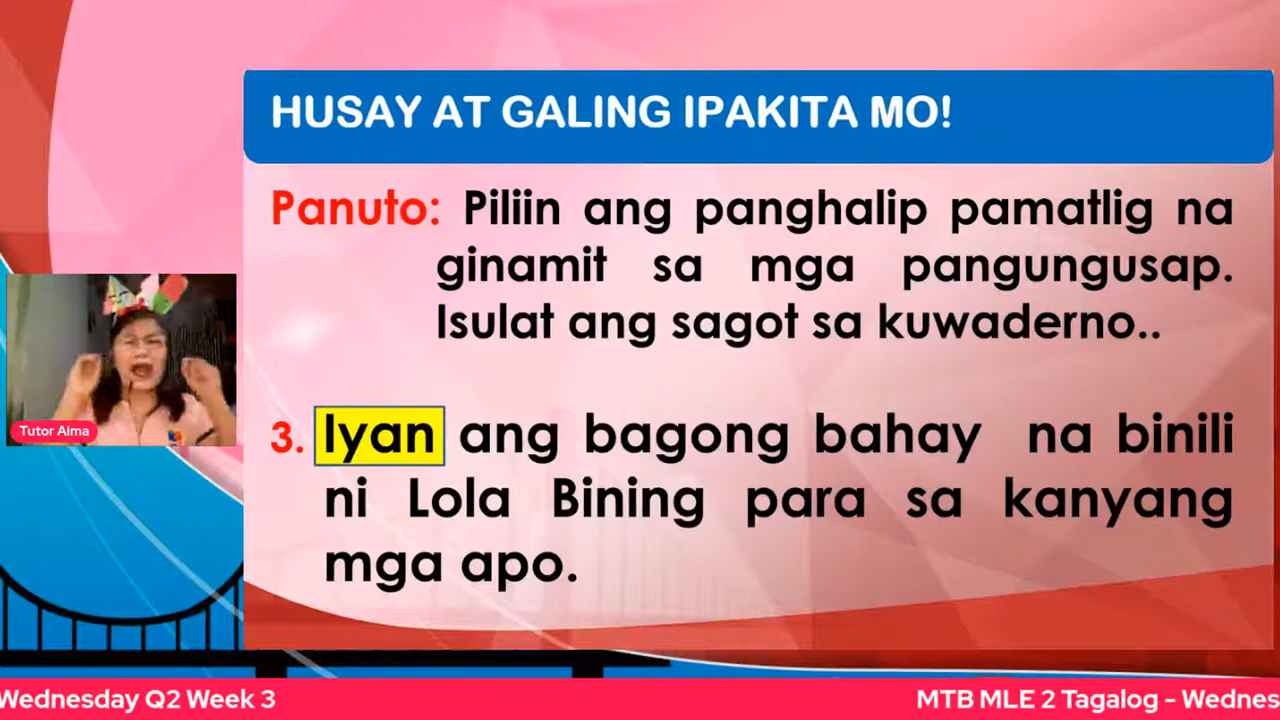 HUSAY AT GALING IPAKITA MO!
Panuto: Piliin ang panghalip pamatlig na
ginamit sa mga pangungusap.
Isulat ang sagot sa kuwaderno..
Tutor Alma
3. Iyan ang bagong bahay na binili
ni Lola Bining para sa kanyang
mga apo.
Wednesday Q2 Week 3
MTB MLE 2 Tagalog - Wednes